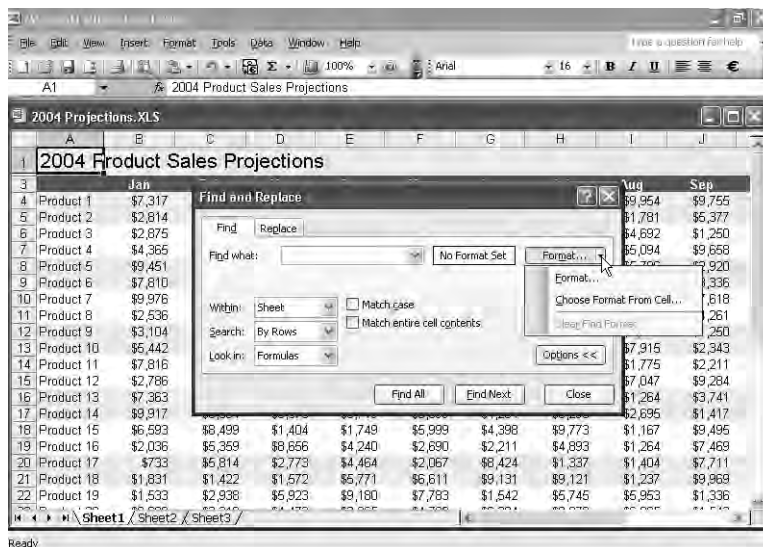 File Edit View Insert Format Tools Data Window Help Type a question for help
100% Arial 16 B I U €
A1 fx 2004 Product Sales Projections
2004 Projections.XLS
A B C D E F G H I J
1 2004 Product Sales Projections
3 Jan Aug Sep
4 Product 1 $7,317 $9,954 $9,755
5 Product 2 $2,814 $1,781 $5,377
6 Product 3 $2,875 $4,692 $1,250
7 Product 4 $4,365 $5,094 $9,658
8 Product 5 $9,451 ,920
9 Product 6 $7,810 ,336
10 Product 7 $9,976 ,618
11 Product 8 $2,536 ,261
12 Product 9 $3,104 ,250
13 Product 10 $5,442 $7,915 $2,343
14 Product 11 $7,816 $1,775 $2,211
15 Product 12 $2,786 $7,047 $9,284
16 Product 13 $7,363 $1,264 $3,741
17 Product 14 $9,917 $2,695 $1,417
18 Product 15 $6,593 $8,499 $1,404 $1,749 $5,999 $4,398 $9,773 $1,167 $9,495
19 Product 16 $2,036 $5,359 $8,656 $4,240 $2,690 $2,211 $4,893 $1,264 $7,469
20 Product 17 $733 $5,814 $2,773 $4,464 $2,067 $8,424 $1,337 $1,404 $7,711
21 Product 18 $1,831 $1,422 $1,572 $5,771 $6,611 $9,131 $9,121 $1,237 $9,969
22 Product 19 $1,533 $2,938 $5,923 $9,180 $7,783 $1,542 $5,745 $5,953 $1,336
Sheet1 / Sheet2 / Sheet3 /
Ready
Find and Replace
Find Replace
Find what: No Format Set Format...
Format...
Choose Format From Cell...
Clear Find Format
Within: Sheet Match case
Search: By Rows Match entire cell contents
Look in: Formulas Options <<
Find All Find Next Close